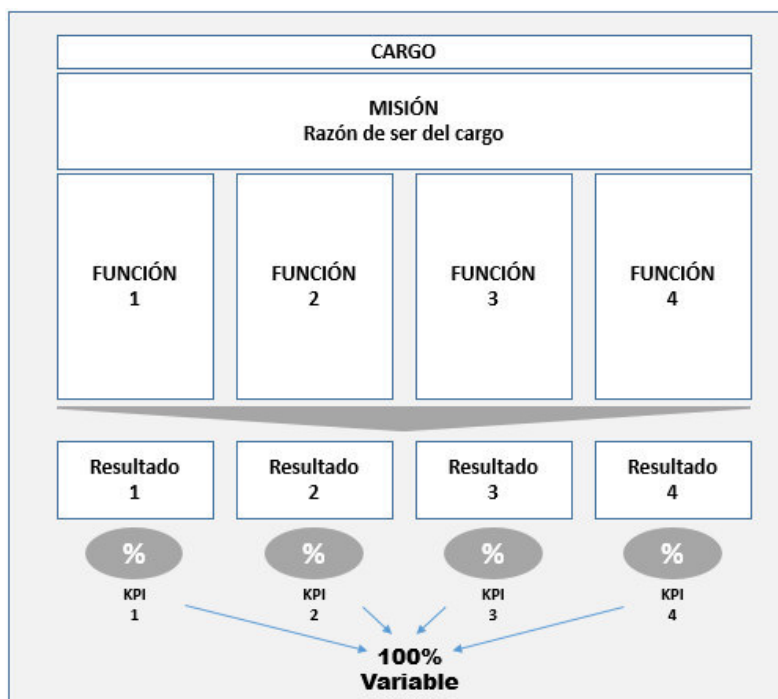 CARGO
MISIÓN
Razón de ser del cargo
FUNCIÓN
1
FUNCIÓN
2
FUNCIÓN
3
FUNCIÓN
4
Resultado
1
Resultado
2
Resultado
3
Resultado
4
%
%
%
%
KPI
1
KPI
2
KPI
3
KPI
4
100%
Variable